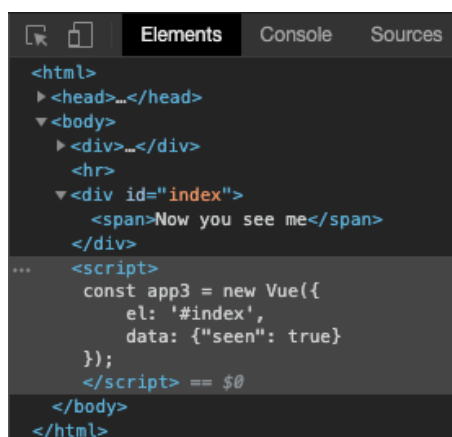 Elements Console Sources
<html>
<head>…</head>
<body>
<div>…</div>
<hr>
<div id="index">
<span>Now you see me</span>
</div>
<script>
const app3 = new Vue({
el: '#index',
data: {"seen": true}
});
</script> == $0
</body>
</html>